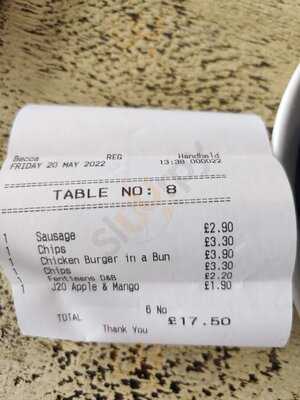 Becca REG Handheld
FRIDAY 20 MAY 2022 13:38 000022
TABLE NO: 8
1 Sausage £2.90
1 Chips £3.30
1 Chicken Burger in a Bun £3.90
1 Chips £3.30
1 Fentimans D&B £2.20
1 J20 Apple & Mango £1.90
6 No
TOTAL £17.50
Thank You